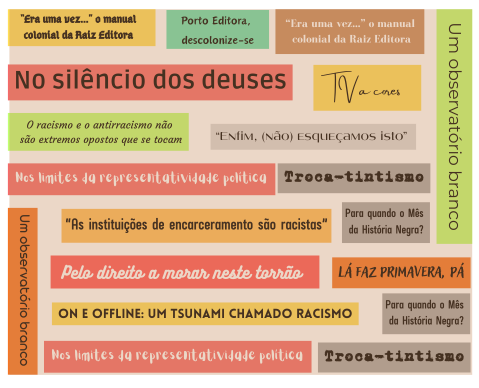 "Era uma vez..." o manual
colonial da Raiz Editora
Porto Editora,
descolonize-se
"Era uma vez..." o manual
colonial da Raiz Editora
Um observatório branco
No silêncio dos deuses
TV a cores
O racismo e o antirracismo não
são extremos opostos que se tocam
"Enfim, (não) esqueçamos isto"
Nos limites da representatividade política
Troca-tintismo
Um observatório branco
"As instituições de encarceramento são racistas"
Para quando o Mês
da História Negra?
Pelo direito a morar neste torrão
LÁ FAZ PRIMAVERA, PÁ
ON E OFFLINE: UM TSUNAMI CHAMADO RACISMO
Para quando o Mês
da História Negra?
Nos limites da representatividade política
Troca-tintismo